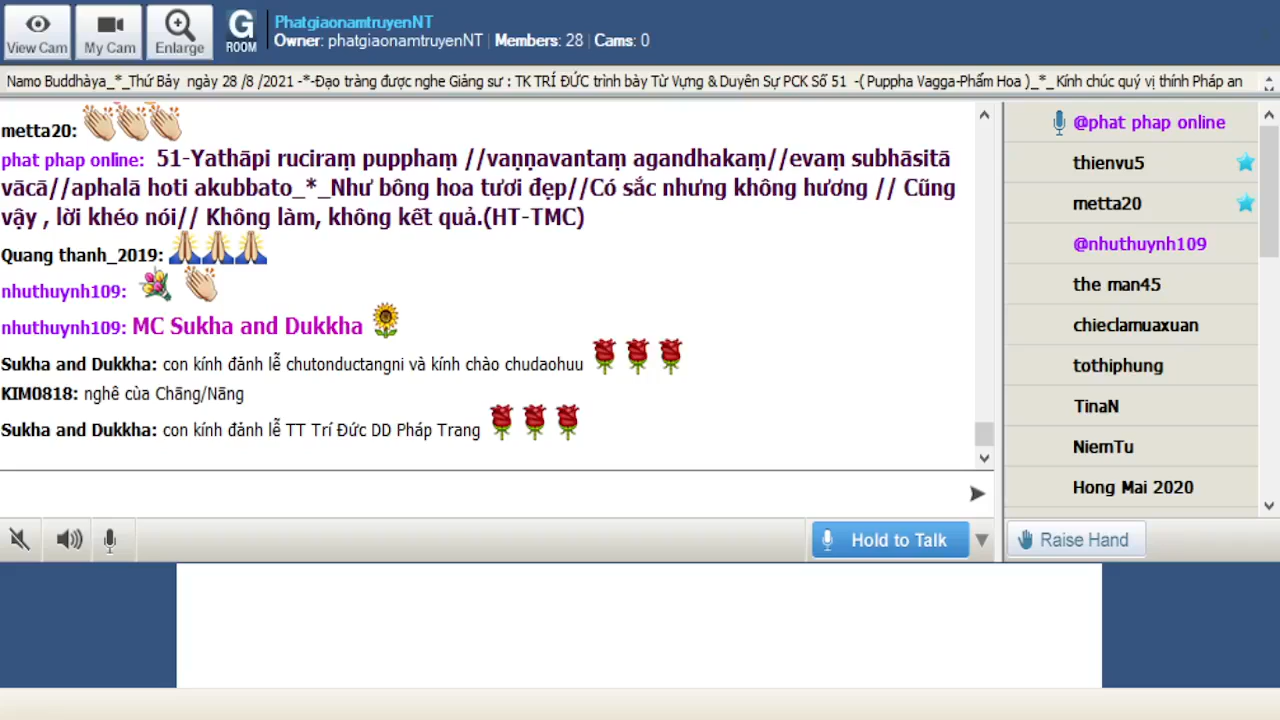 View Cam
My Cam
Enlarge
G
ROOM
PhatgiaonamtruyenNT
Owner: phatgiaonamtruyenNT | Members: 28 | Cams: 0
Namo Buddhàya_*_Thứ Bảy ngày 28 /8 /2021 -*-Đạo tràng được nghe Giảng sư : TK TRÍ ĐỨC trình bày Từ Vựng & Duyên Sự PCK Số 51 -( Puppha Vagga-Phẩm Hoa )_*_ Kính chúc quý vị thính Pháp an
metta20:
phat phap online: 51-Yathāpi ruciraṃ pupphaṃ //vaṇṇavantaṃ agandhakaṃ//evaṃ subhāsitā
vācā//aphalā hoti akubbato_*_Như bông hoa tươi đẹp//Có sắc nhưng không hương // Cũng
vậy , lời khéo nói// Không làm, không kết quả.(HT-TMC)
Quang thanh_2019:
nhuthuynh109:
nhuthuynh109: MC Sukha and Dukkha
Sukha and Dukkha: con kính đảnh lễ chutonductangni và kính chào chudaohuu
KIM0818: nghê cùa Chāng/Nāng
Sukha and Dukkha: con kính đảnh lễ TT Trí Đức DD Pháp Trang
@phat phap online
thienvu5
metta20
@nhuthuynh109
the man45
chieclamuaxuan
tothiphung
TinaN
NiemTu
Hong Mai 2020
Hold to Talk
Raise Hand